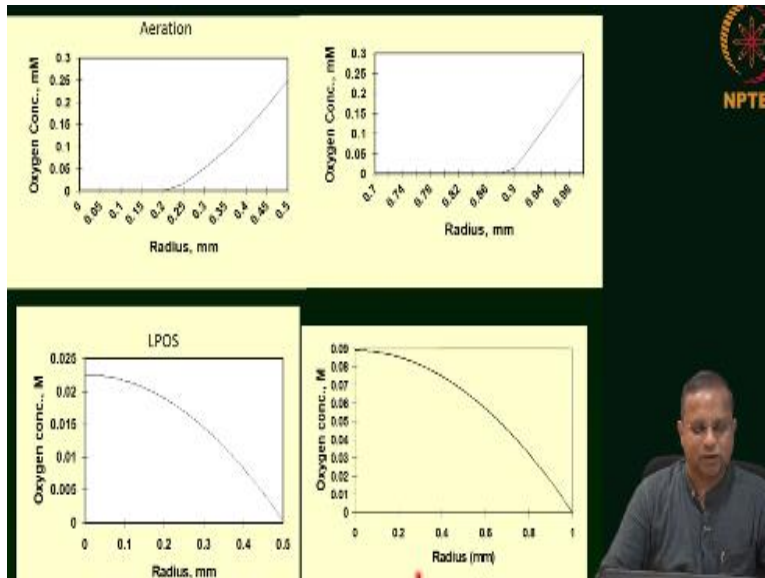 Aeration
Oxygen Conc., mM
0.3
0.25
0.2
0.15
0.1
0.05
0
0 0.05 0.1 0.15 0.2 0.25 0.3 0.35 0.4 0.45 0.5
Radius, mm
Oxygen Conc., mM
0.3
0.25
0.2
0.15
0.1
0.05
0
0.7 0.74 0.78 0.82 0.86 0.9 0.94 0.98
Radius, mm
NPTE
LPOS
Oxygen conc., M
0.025
0.02
0.015
0.01
0.005
0
0 0.1 0.2 0.3 0.4 0.5
Radius, mm
Oxygen conc., M
0.09
0.08
0.07
0.06
0.05
0.04
0.03
0.02
0.01
0
0 0.2 0.4 0.6 0.8 1
Radius (mm)